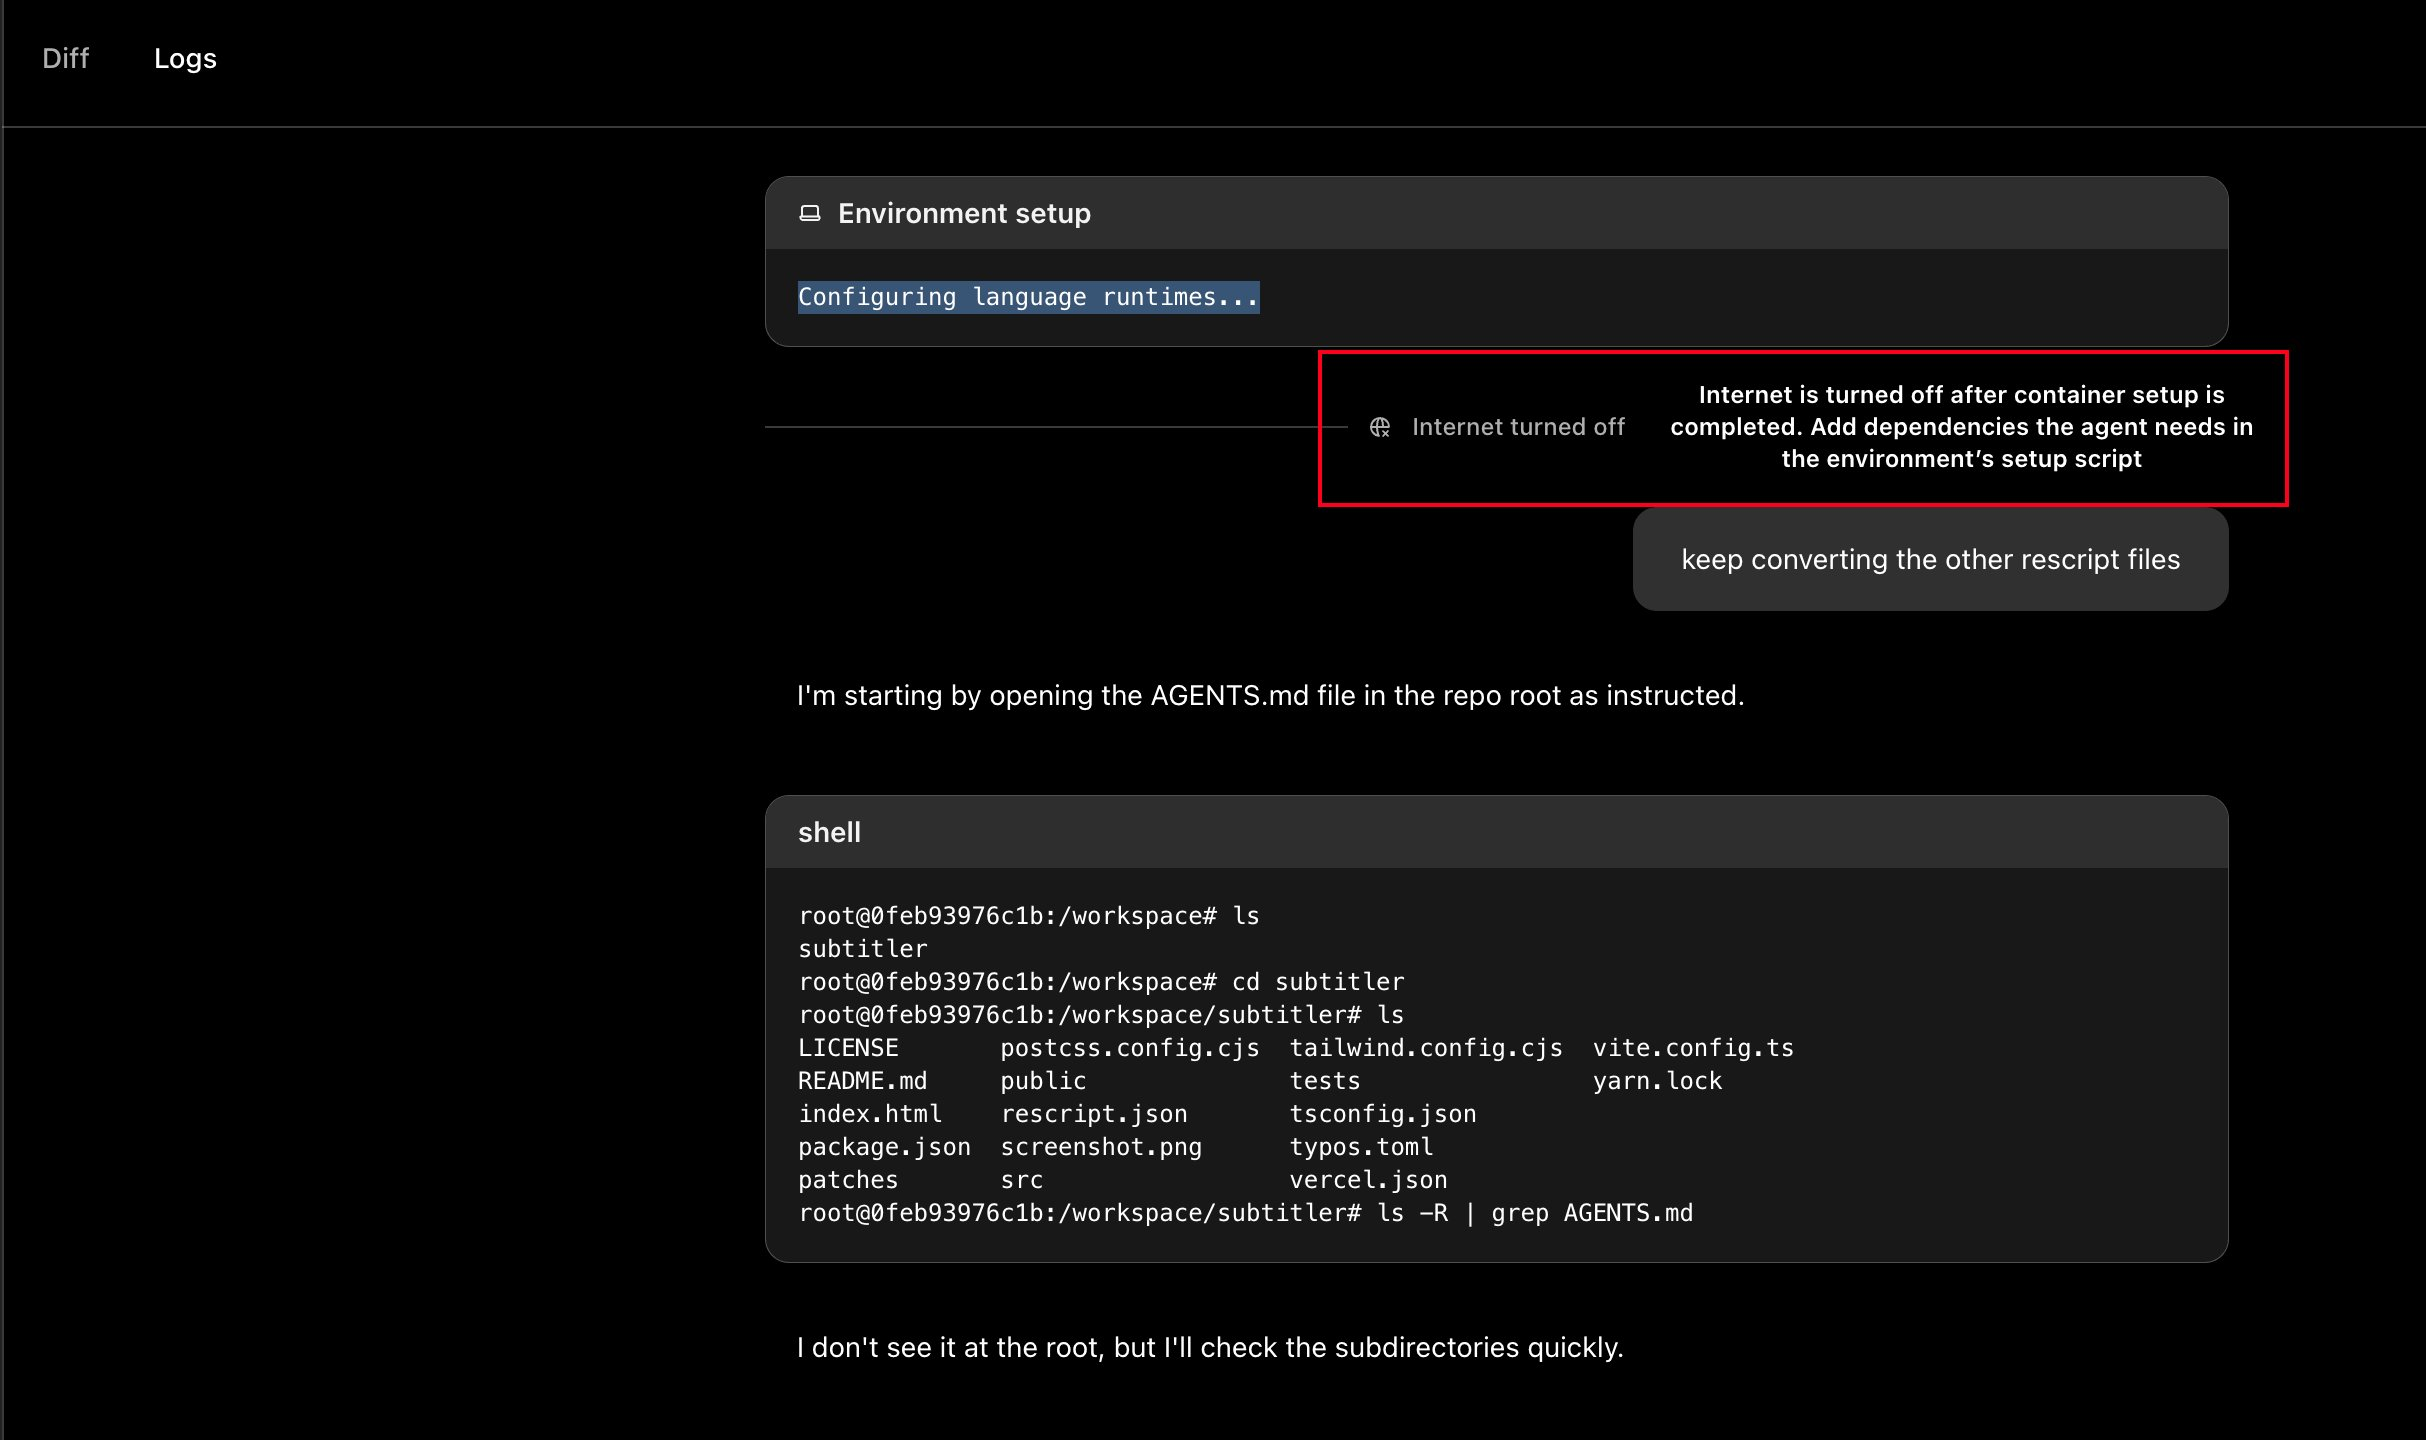 Diff Logs
Environment setup
Configuring language runtimes...
Internet turned off
Internet is turned off after container setup is
completed. Add dependencies the agent needs in
the environment’s setup script
keep converting the other rescript files
I'm starting by opening the AGENTS.md file in the repo root as instructed.
shell
root@0feb93976c1b:/workspace# ls
subtitler
root@0feb93976c1b:/workspace# cd subtitler
root@0feb93976c1b:/workspace/subtitler# ls
LICENSE       postcss.config.cjs  tailwind.config.cjs  vite.config.ts
README.md     public              tests                yarn.lock
index.html    rescript.json       tsconfig.json
package.json  screenshot.png      typos.toml
patches       src                 vercel.json
root@0feb93976c1b:/workspace/subtitler# ls -R | grep AGENTS.md
I don't see it at the root, but I'll check the subdirectories quickly.